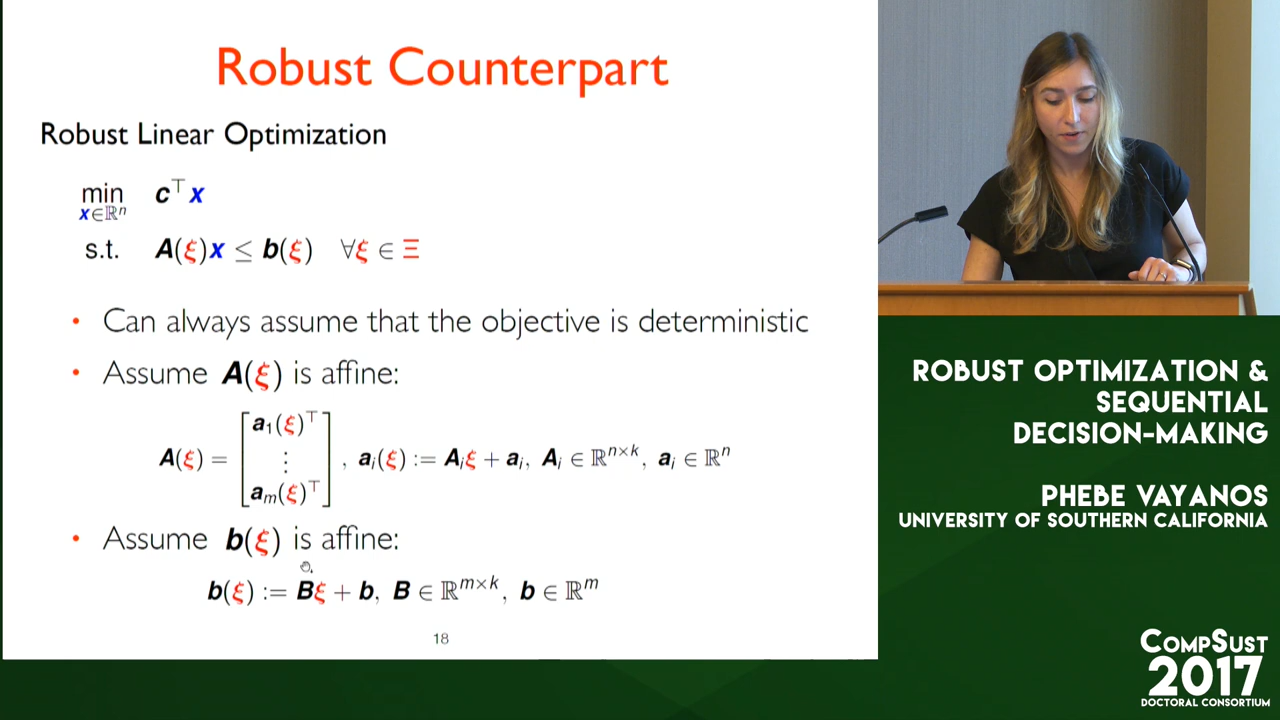 Robust Counterpart
Robust Linear Optimization
min c⊤x
x∈ℝⁿ
s.t. A(ξ)x ≤ b(ξ) ∀ξ ∈ Ξ
• Can always assume that the objective is deterministic
• Assume A(ξ) is affine:
a₁(ξ)⊤
A(ξ) = [ ⋮ ] , aᵢ(ξ) := Aᵢξ + aᵢ, Aᵢ ∈ ℝⁿˣᵏ, aᵢ ∈ ℝⁿ
aₘ(ξ)⊤
• Assume b(ξ) is affine:
b(ξ) := Bξ + b, B ∈ ℝᵐˣᵏ, b ∈ ℝᵐ
18
ROBUST OPTIMIZATION &
SEQUENTIAL
DECISION-MAKING
PHEBE VAYANOS
UNIVERSITY OF SOUTHERN CALIFORNIA
COMPSUST
2017
DOCTORAL CONSORTIUM